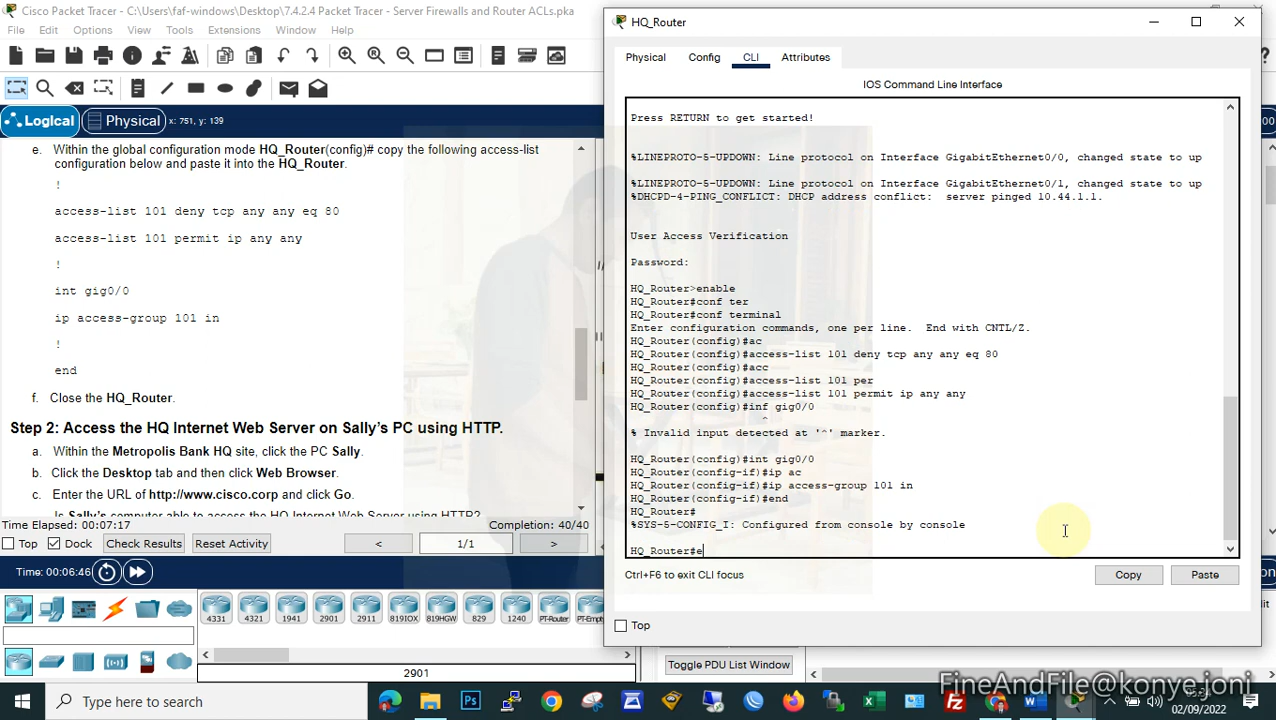 Cisco Packet Tracer - C:\Users\faf-windows\Desktop\7.4.2.4 Packet Tracer - Server Firewalls and Router ACLs.pka
File Edit Options View Tools Extensions Window Help
Logical Physical x: 751, y: 139
e. Within the global configuration mode HQ_Router(config)# copy the following access-list
configuration below and paste it into the HQ_Router.
!
access-list 101 deny tcp any any eq 80
access-list 101 permit ip any any
!
int gig0/0
ip access-group 101 in
!
end
f. Close the HQ_Router.
Step 2: Access the HQ Internet Web Server on Sally's PC using HTTP.
a. Within the Metropolis Bank HQ site, click the PC Sally.
b. Click the Desktop tab and then click Web Browser.
c. Enter the URL of http://www.cisco.corp and click Go.
Is Sally's computer able to access the HQ Internet Web Server using HTTP?
Time Elapsed: 00:07:17 Completion: 40/40
Top Dock Check Results Reset Activity < 1/1 >
Time: 00:06:46
4331 4321 1941 2901 2911 819IOX 819HGW 829 1240 PT-Router PT-Empty
2901
HQ_Router
Physical Config CLI Attributes
IOS Command Line Interface
Press RETURN to get started!
%LINEPROTO-5-UPDOWN: Line protocol on Interface GigabitEthernet0/0, changed state to up
%LINEPROTO-5-UPDOWN: Line protocol on Interface GigabitEthernet0/1, changed state to up
%DHCPD-4-PING_CONFLICT: DHCP address conflict: server pinged 10.44.1.1.
User Access Verification
Password:
HQ_Router>enable
HQ_Router#conf ter
HQ_Router#conf terminal
Enter configuration commands, one per line. End with CNTL/Z.
HQ_Router(config)#ac
HQ_Router(config)#access-list 101 deny tcp any any eq 80
HQ_Router(config)#acc
HQ_Router(config)#access-list 101 per
HQ_Router(config)#access-list 101 permit ip any any
HQ_Router(config)#inf gig0/0
^
% Invalid input detected at '^' marker.
HQ_Router(config)#int gig0/0
HQ_Router(config-if)#ip ac
HQ_Router(config-if)#ip access-group 101 in
HQ_Router(config-if)#end
HQ_Router#
%SYS-5-CONFIG_I: Configured from console by console
HQ_Router#e
Ctrl+F6 to exit CLI focus Copy Paste
Top
Toggle PDU List Window
FineAndFile@konye.joni
Type here to search
02/09/2022